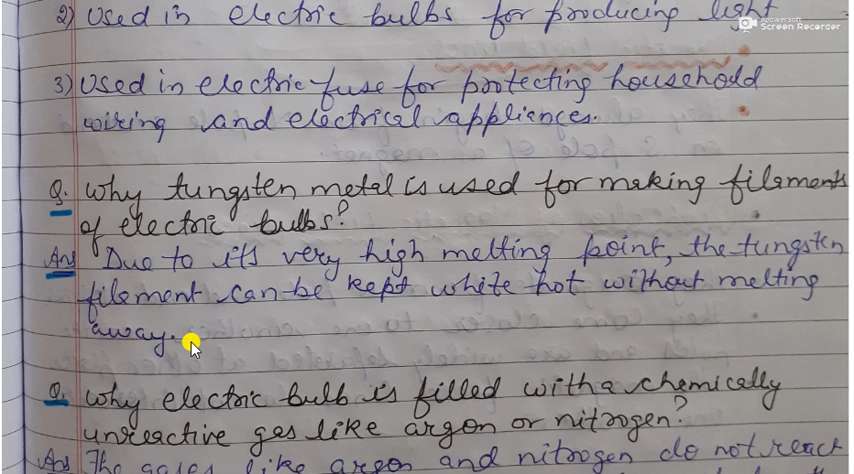 2) Used in electric bulbs for producing light
Apowersoft
Screen Recorder
3) Used in electric fuse for protecting household
wiring and electrical appliances.
Q. Why tungsten metal is used for making filaments
of electric bulbs?
Ans Due to its very high melting point, the tungsten
filament can be kept white hot without melting
away.
Q. Why electric bulb is filled with a chemically
unreactive gas like argon or nitrogen?
Ans The gases like argon and nitrogen do not react